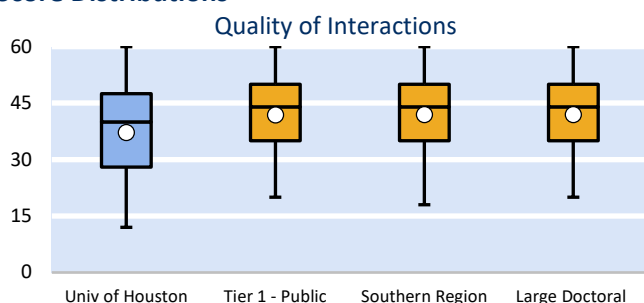 Score Distributions
Quality of Interactions
60
45
30
15
0
Univ of Houston
Tier 1 - Public
Southern Region
Large Doctoral